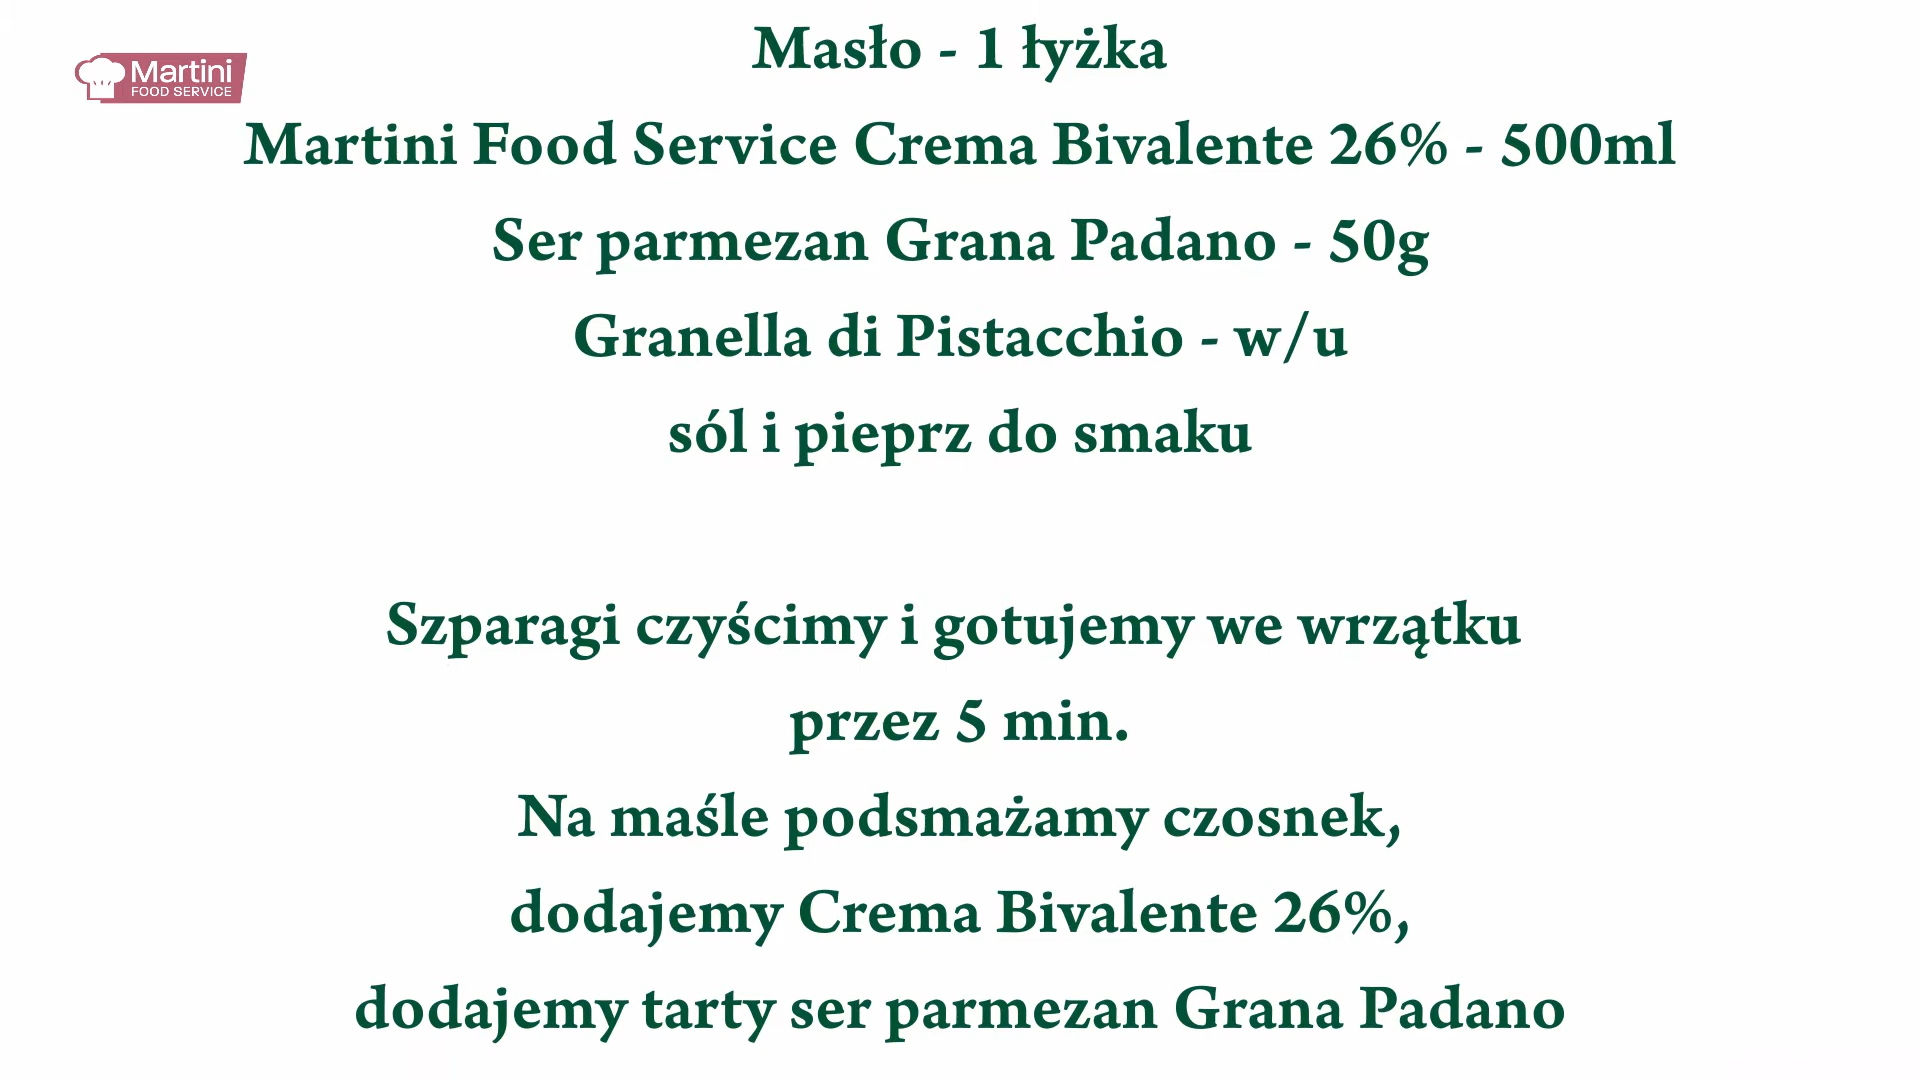 Martini
FOOD SERVICE
Masło - 1 łyżka
Martini Food Service Crema Bivalente 26% - 500ml
Ser parmezan Grana Padano - 50g
Granella di Pistacchio - w/u
sól i pieprz do smaku
Szparagi czyścimy i gotujemy we wrzątku
przez 5 min.
Na maśle podsmażamy czosnek,
dodajemy Crema Bivalente 26%,
dodajemy tarty ser parmezan Grana Padano